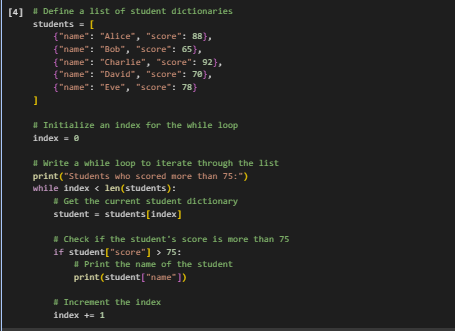 [4] # Define a list of student dictionaries
students = [
    {"name": "Alice", "score": 88},
    {"name": "Bob", "score": 65},
    {"name": "Charlie", "score": 92},
    {"name": "David", "score": 70},
    {"name": "Eve", "score": 78}
]

# Initialize an index for the while loop
index = 0

# Write a while loop to iterate through the list
print("Students who scored more than 75:")
while index < len(students):
    # Get the current student dictionary
    student = students[index]

    # Check if the student's score is more than 75
    if student["score"] > 75:
        # Print the name of the student
        print(student["name"])

    # Increment the index
    index += 1